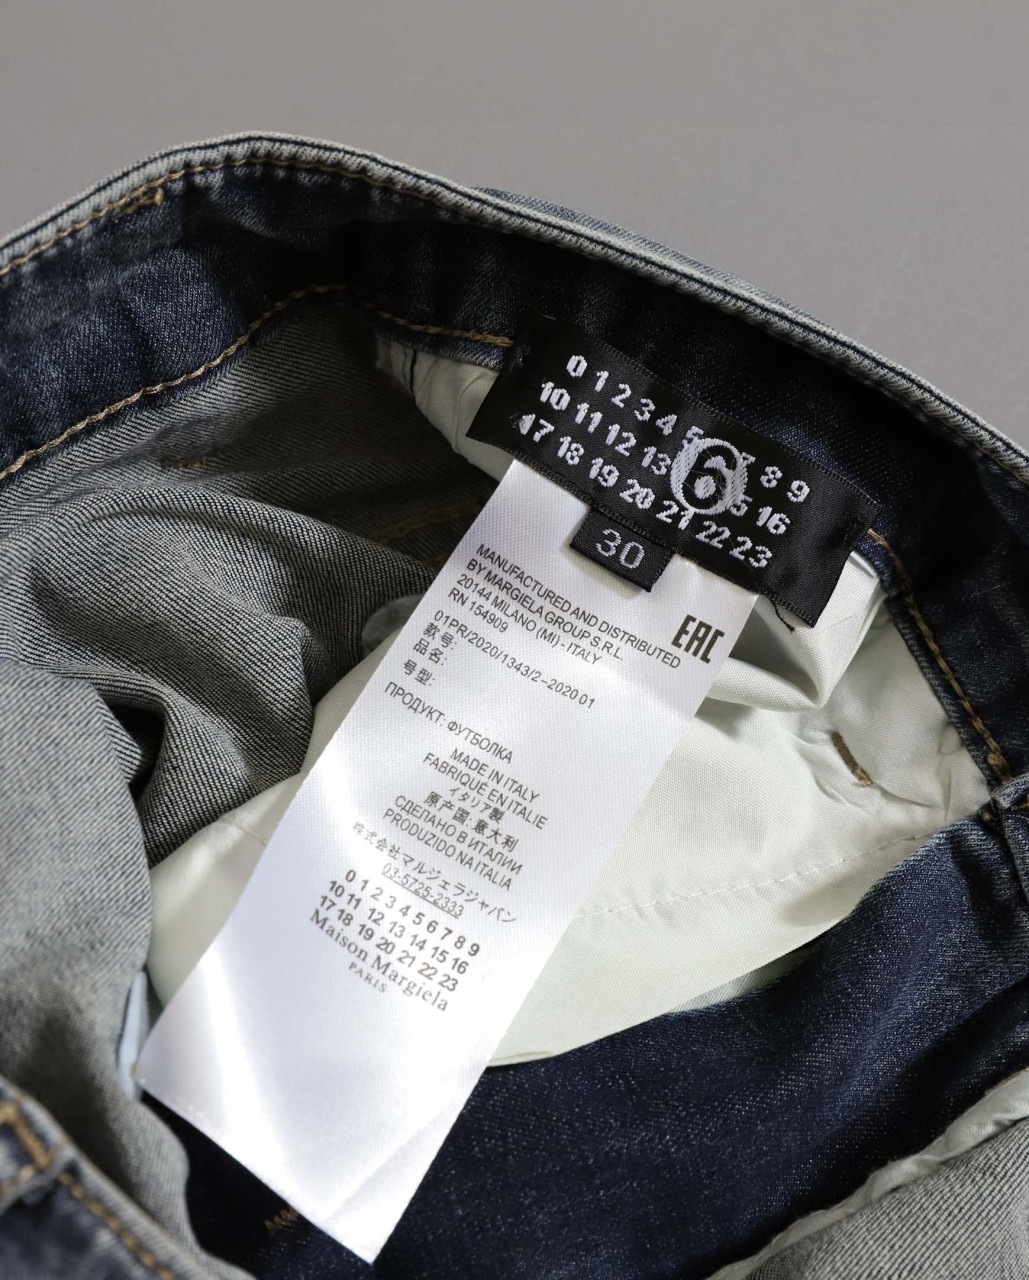 0 1 2 3 4 5 6 7 8 9
10 11 12 13 15 16
17 18 19 20 21 22 23
30
MANUFACTURED AND DISTRIBUTED
BY MARGIELA GROUP S.R.L.
20144 MILANO (MI) - ITALY
RN 154909
EAC
01PR/2020/1343/2-2020 01
款号:
品名:
号型:
ПРОДУКТ: ФУТБОЛКА
MADE IN ITALY
FABRIQUÉ EN ITALIE
イタリア製
原产国: 意大利
СДЕЛАНО В ИТАЛИИ
PRODUZIDO NA ITALIA
株式会社マルジェラジャパン
03-5725-2333
0 1 2 3 4 5 6 7 8 9
10 11 12 13 14 15 16
17 18 19 20 21 22 23
Maison Margiela
PARIS